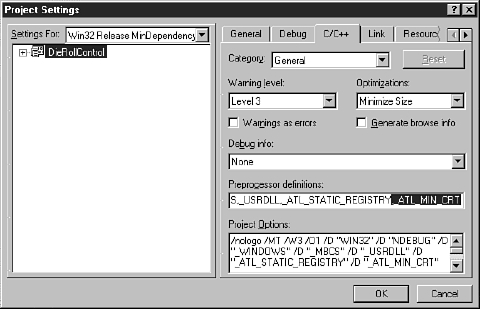 Project Settings
Settings For: Win32 Release MinDependency
DieRollControl
General Debug C/C++ Link Resourc
Category: General Reset
Warning level: Optimizations:
Level 3 Minimize Size
Warnings as errors Generate browse info
Debug info:
None
Preprocessor definitions:
S,_USRDLL,_ATL_STATIC_REGISTRY,_ATL_MIN_CRT
Project Options:
/nologo /MT /W3 /O1 /D "WIN32" /D "NDEBUG" /D
"_WINDOWS" /D "_MBCS" /D "_USRDLL" /D
"_ATL_STATIC_REGISTRY" /D "_ATL_MIN_CRT"
OK Cancel